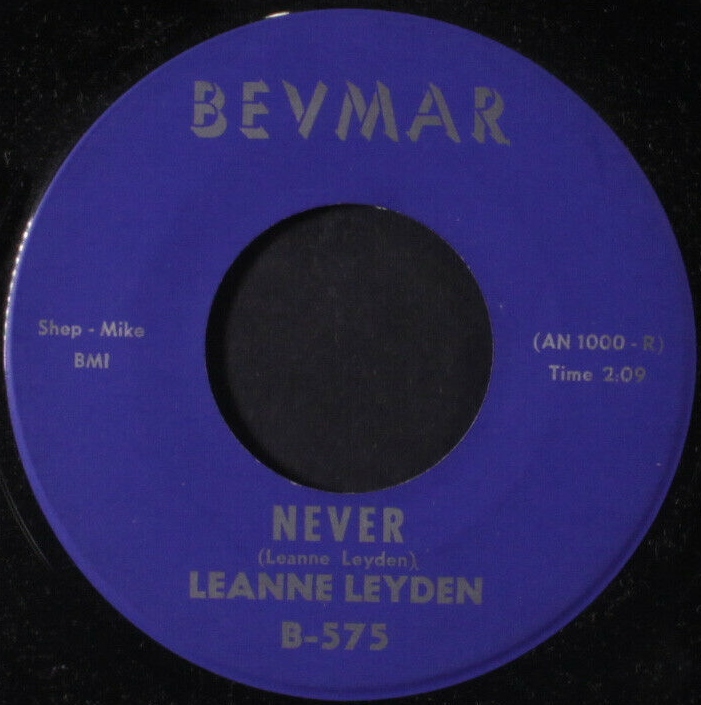 BEVMAR
Shep - Mike
BMI
(AN 1000 - R)
Time 2:09
NEVER
(Leanne Leyden)
LEANNE LEYDEN
B-575